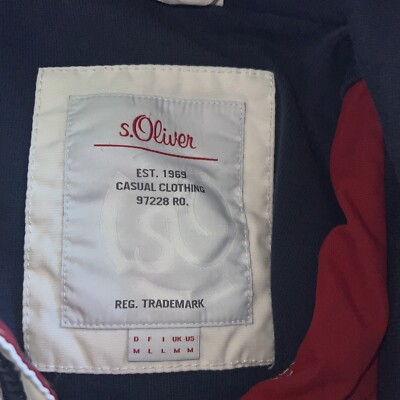 s.Oliver
EST. 1969
CASUAL CLOTHING
97228 RO.
REG. TRADEMARK
D F I UK US
M L L M M